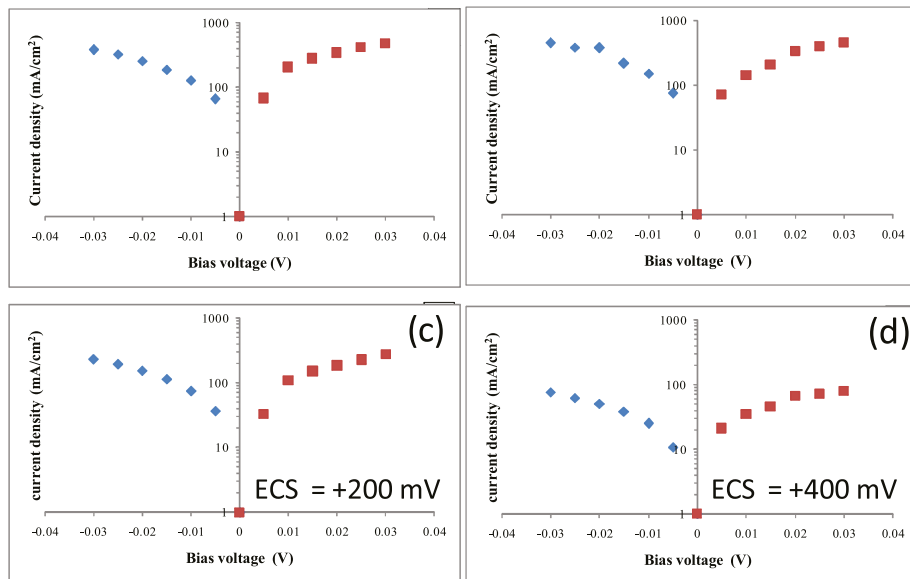 1000
100
10
1
-0.04 -0.03 -0.02 -0.01 0 0.01 0.02 0.03 0.04
Current density (mA/cm²)
Bias voltage (V)
1000
100
10
1
-0.04 -0.03 -0.02 -0.01 0 0.01 0.02 0.03 0.04
Current density (mA/cm²)
Bias voltage (V)
(c)
1000
100
10
1
-0.04 -0.03 -0.02 -0.01 0 0.01 0.02 0.03 0.04
current density (mA/cm²)
ECS = +200 mV
Bias voltage (V)
(d)
1000
100
10
1
-0.04 -0.03 -0.02 -0.01 0 0.01 0.02 0.03 0.04
current density (mA/cm²)
ECS = +400 mV
Bias voltage (V)